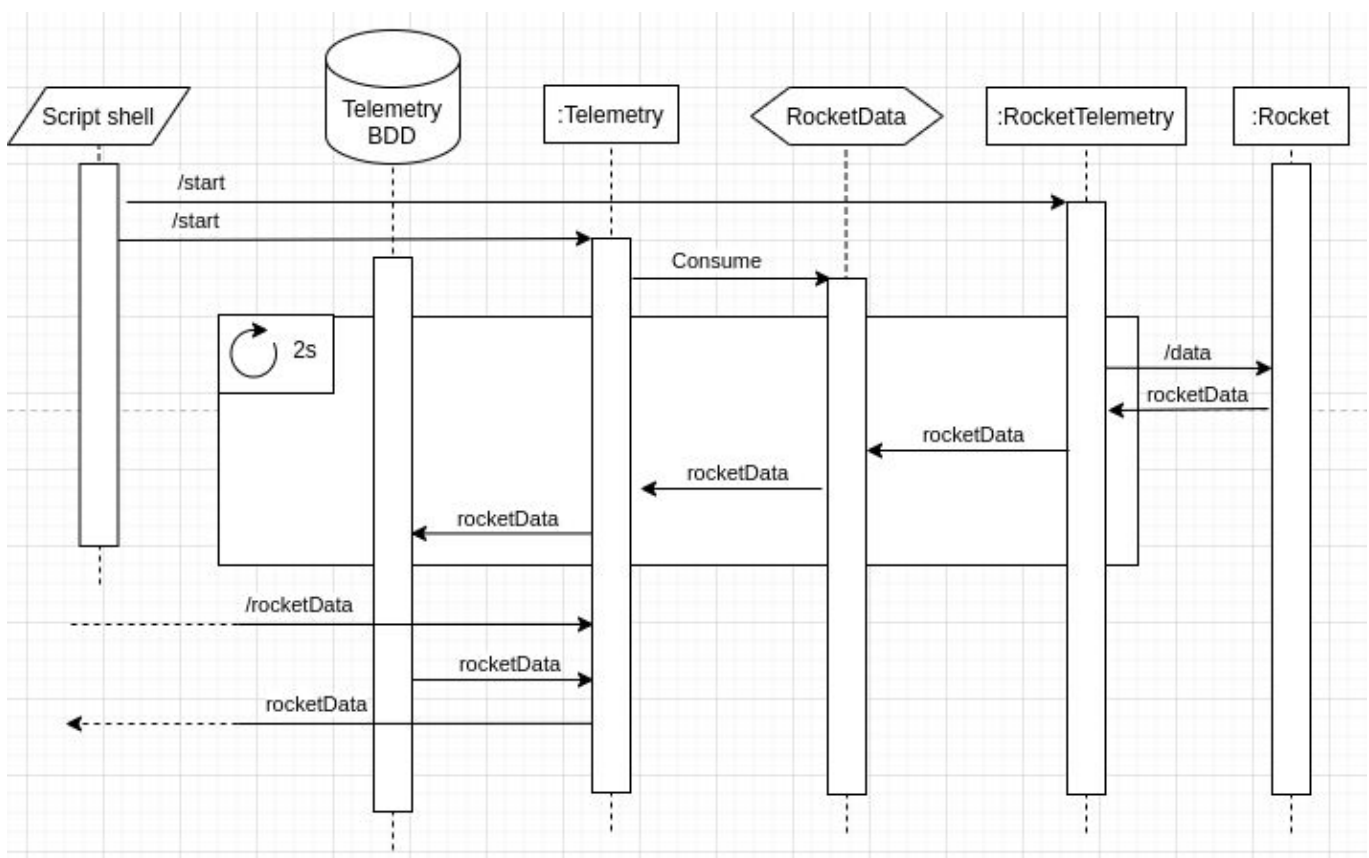 Script shell
Telemetry
BDD
:Telemetry
RocketData
:RocketTelemetry
:Rocket
/start
/start
Consume
2s
/data
rocketData
rocketData
rocketData
rocketData
/rocketData
rocketData
rocketData